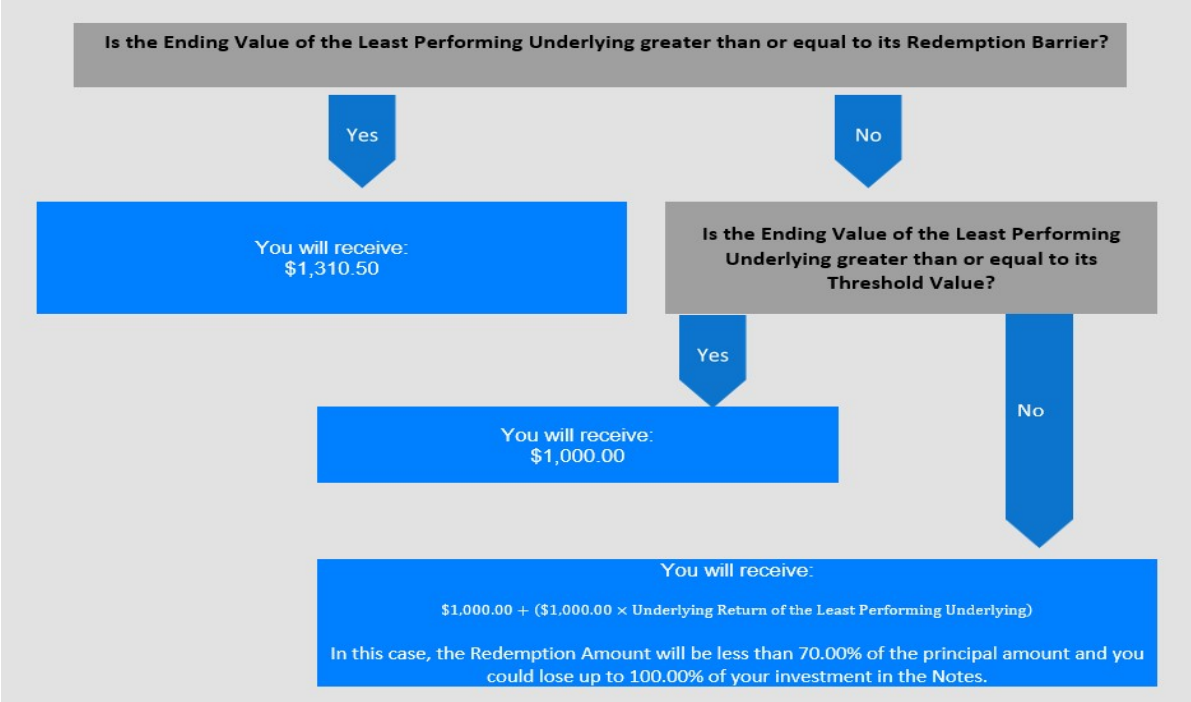 Is the Ending Value of the Least Performing Underlying greater than or equal to its Redemption Barrier?
Yes
No
You will receive:
$1,310.50
Is the Ending Value of the Least Performing
Underlying greater than or equal to its
Threshold Value?
Yes
No
You will receive:
$1,000.00
You will receive:
$1,000.00 + ($1,000.00 × Underlying Return of the Least Performing Underlying)
In this case, the Redemption Amount will be less than 70.00% of the principal amount and you
could lose up to 100.00% of your investment in the Notes.